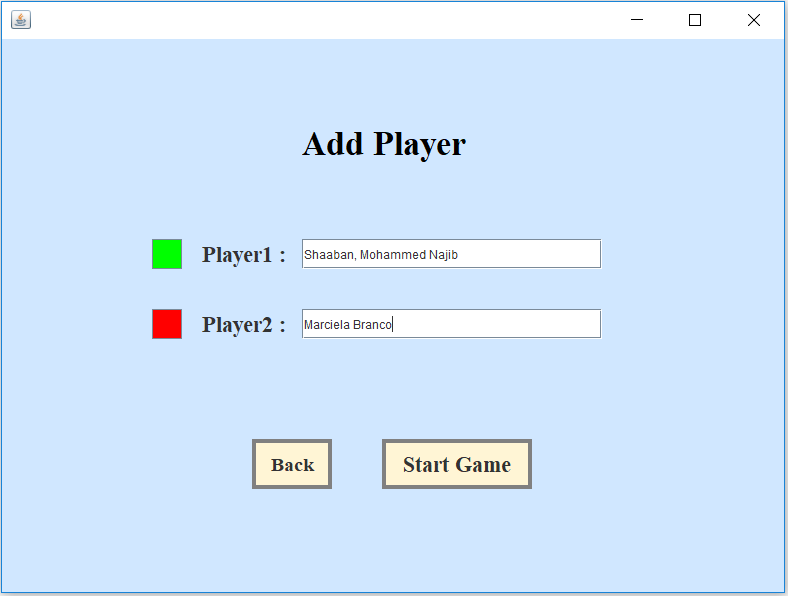 Add Player
Player1 : Shaaban, Mohammed Najib
Player2 : Marciela Branco
Back Start Game